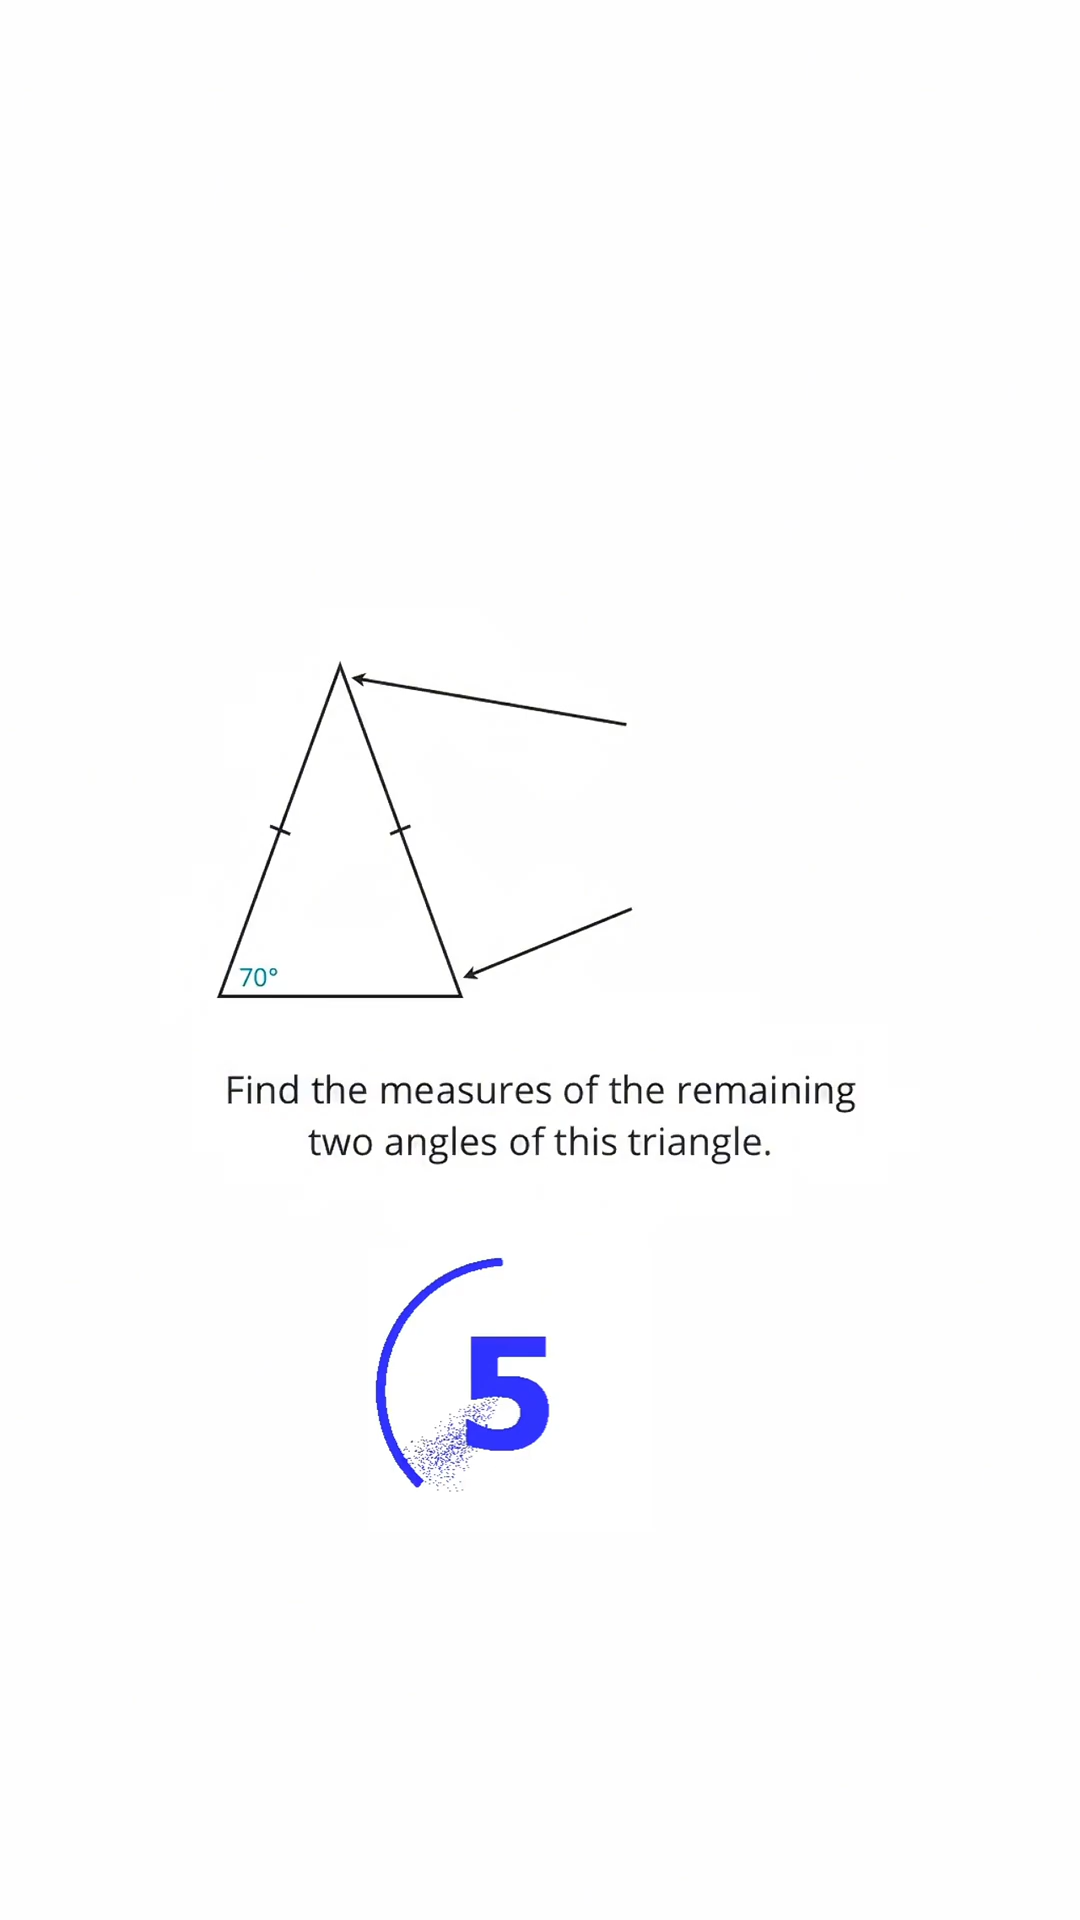 70°
Find the measures of the remaining
two angles of this triangle.
5